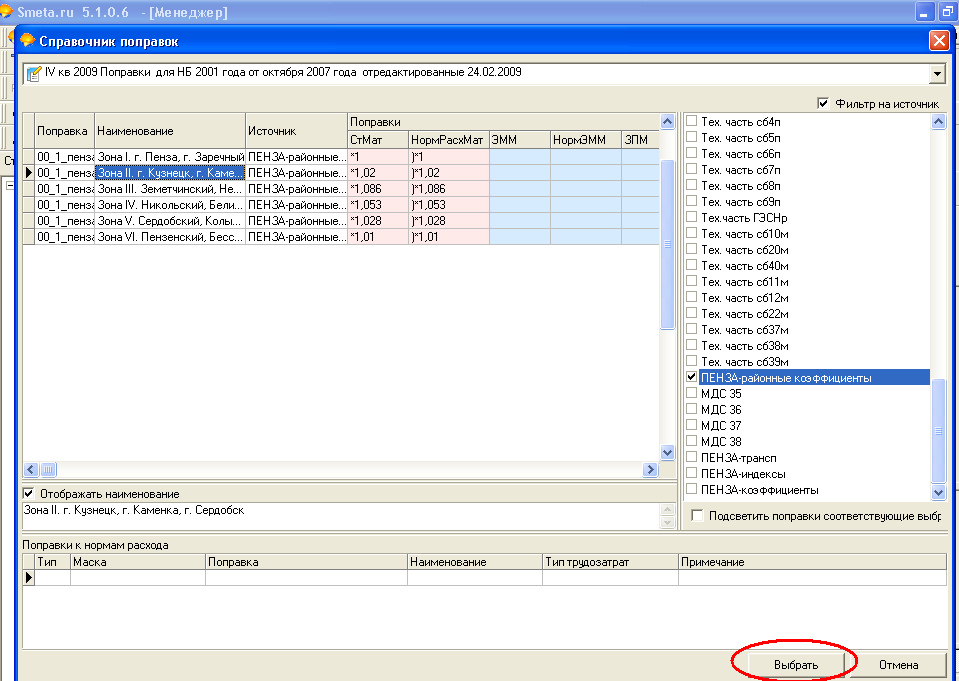 Smeta.ru 5.1.0.6 - [Менеджер]
Справочник поправок
IV кв 2009 Поправки для НБ 2001 года от октября 2007 года отредактированные 24.02.2009
Фильтр на источник
Поправка Наименование Источник Поправки
СтМат НормРасхМат ЭММ НормЭММ ЗПМ
00_1_пенза Зона I. г. Пенза, г. Заречный ПЕНЗА-районные... *1 )*1
00_1_пенза Зона II. г. Кузнецк, г. Каме... ПЕНЗА-районные... *1,02 )*1,02
00_1_пенза Зона III. Земетчинский, Не... ПЕНЗА-районные... *1,086 )*1,086
00_1_пенза Зона IV. Никольский, Бели... ПЕНЗА-районные... *1,053 )*1,053
00_1_пенза Зона V. Сердобский, Колы... ПЕНЗА-районные... *1,028 )*1,028
00_1_пенза Зона VI. Пензенский, Бесс... ПЕНЗА-районные... *1,01 )*1,01
Тех. часть сб4п
Тех. часть сб5п
Тех. часть сб6п
Тех. часть сб7п
Тех. часть сб8п
Тех. часть сб9п
Тех.часть ГЭСНр
Тех. часть сб10м
Тех. часть сб20м
Тех. часть сб40м
Тех. часть сб11м
Тех. часть сб12м
Тех. часть сб22м
Тех. часть сб37м
Тех. часть сб38м
Тех. часть сб39м
ПЕНЗА-районные коэффициенты
МДС 35
МДС 36
МДС 37
МДС 38
ПЕНЗА-трансп
ПЕНЗА-индексы
ПЕНЗА-коэффициенты
Отображать наименование
Зона II. г. Кузнецк, г. Каменка, г. Сердобск
Подсветить поправки соответствующие выбр
Поправки к нормам расхода
Тип Маска Поправка Наименование Тип трудозатрат Примечание
Выбрать Отмена